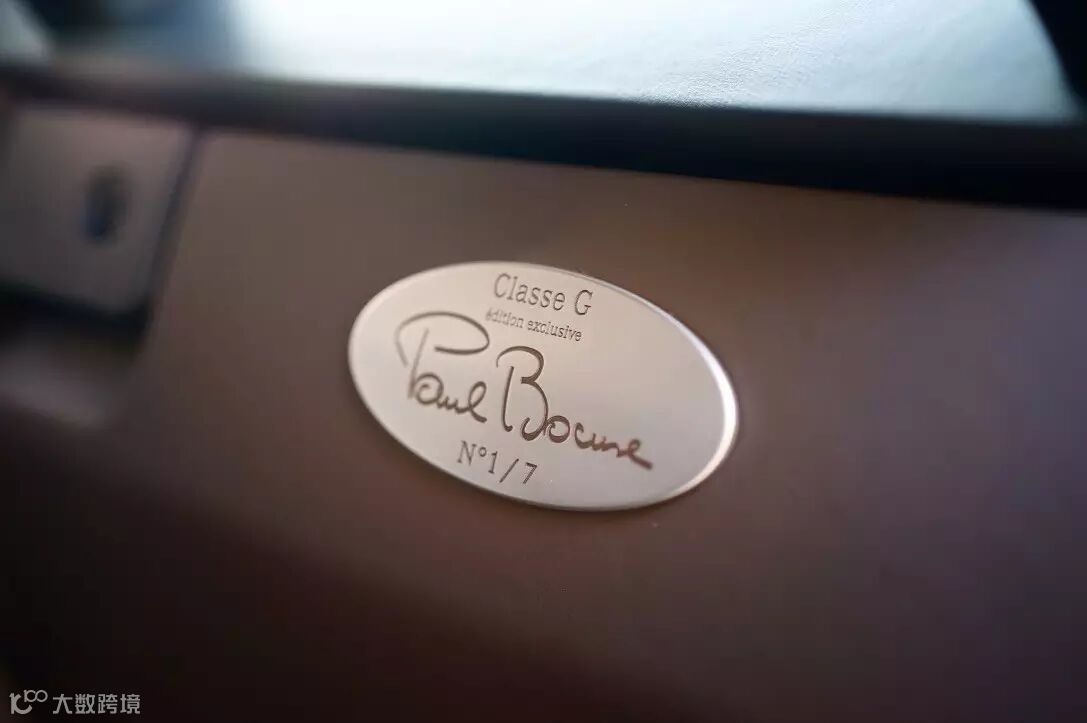 Classe G
édition exclusive
Paul Bocuse
N°1/7
大数跨境